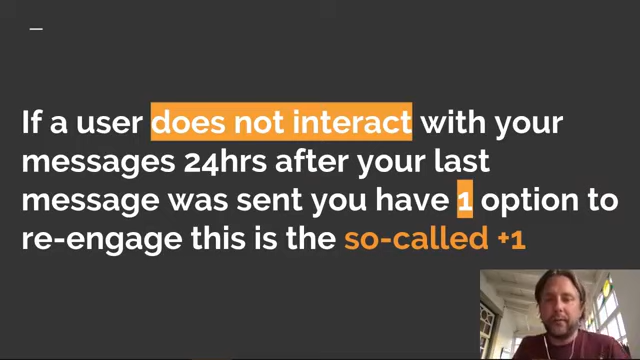 If a user does not interact with your
messages 24hrs after your last
message was sent you have 1 option to
re-engage this is the so-called +1